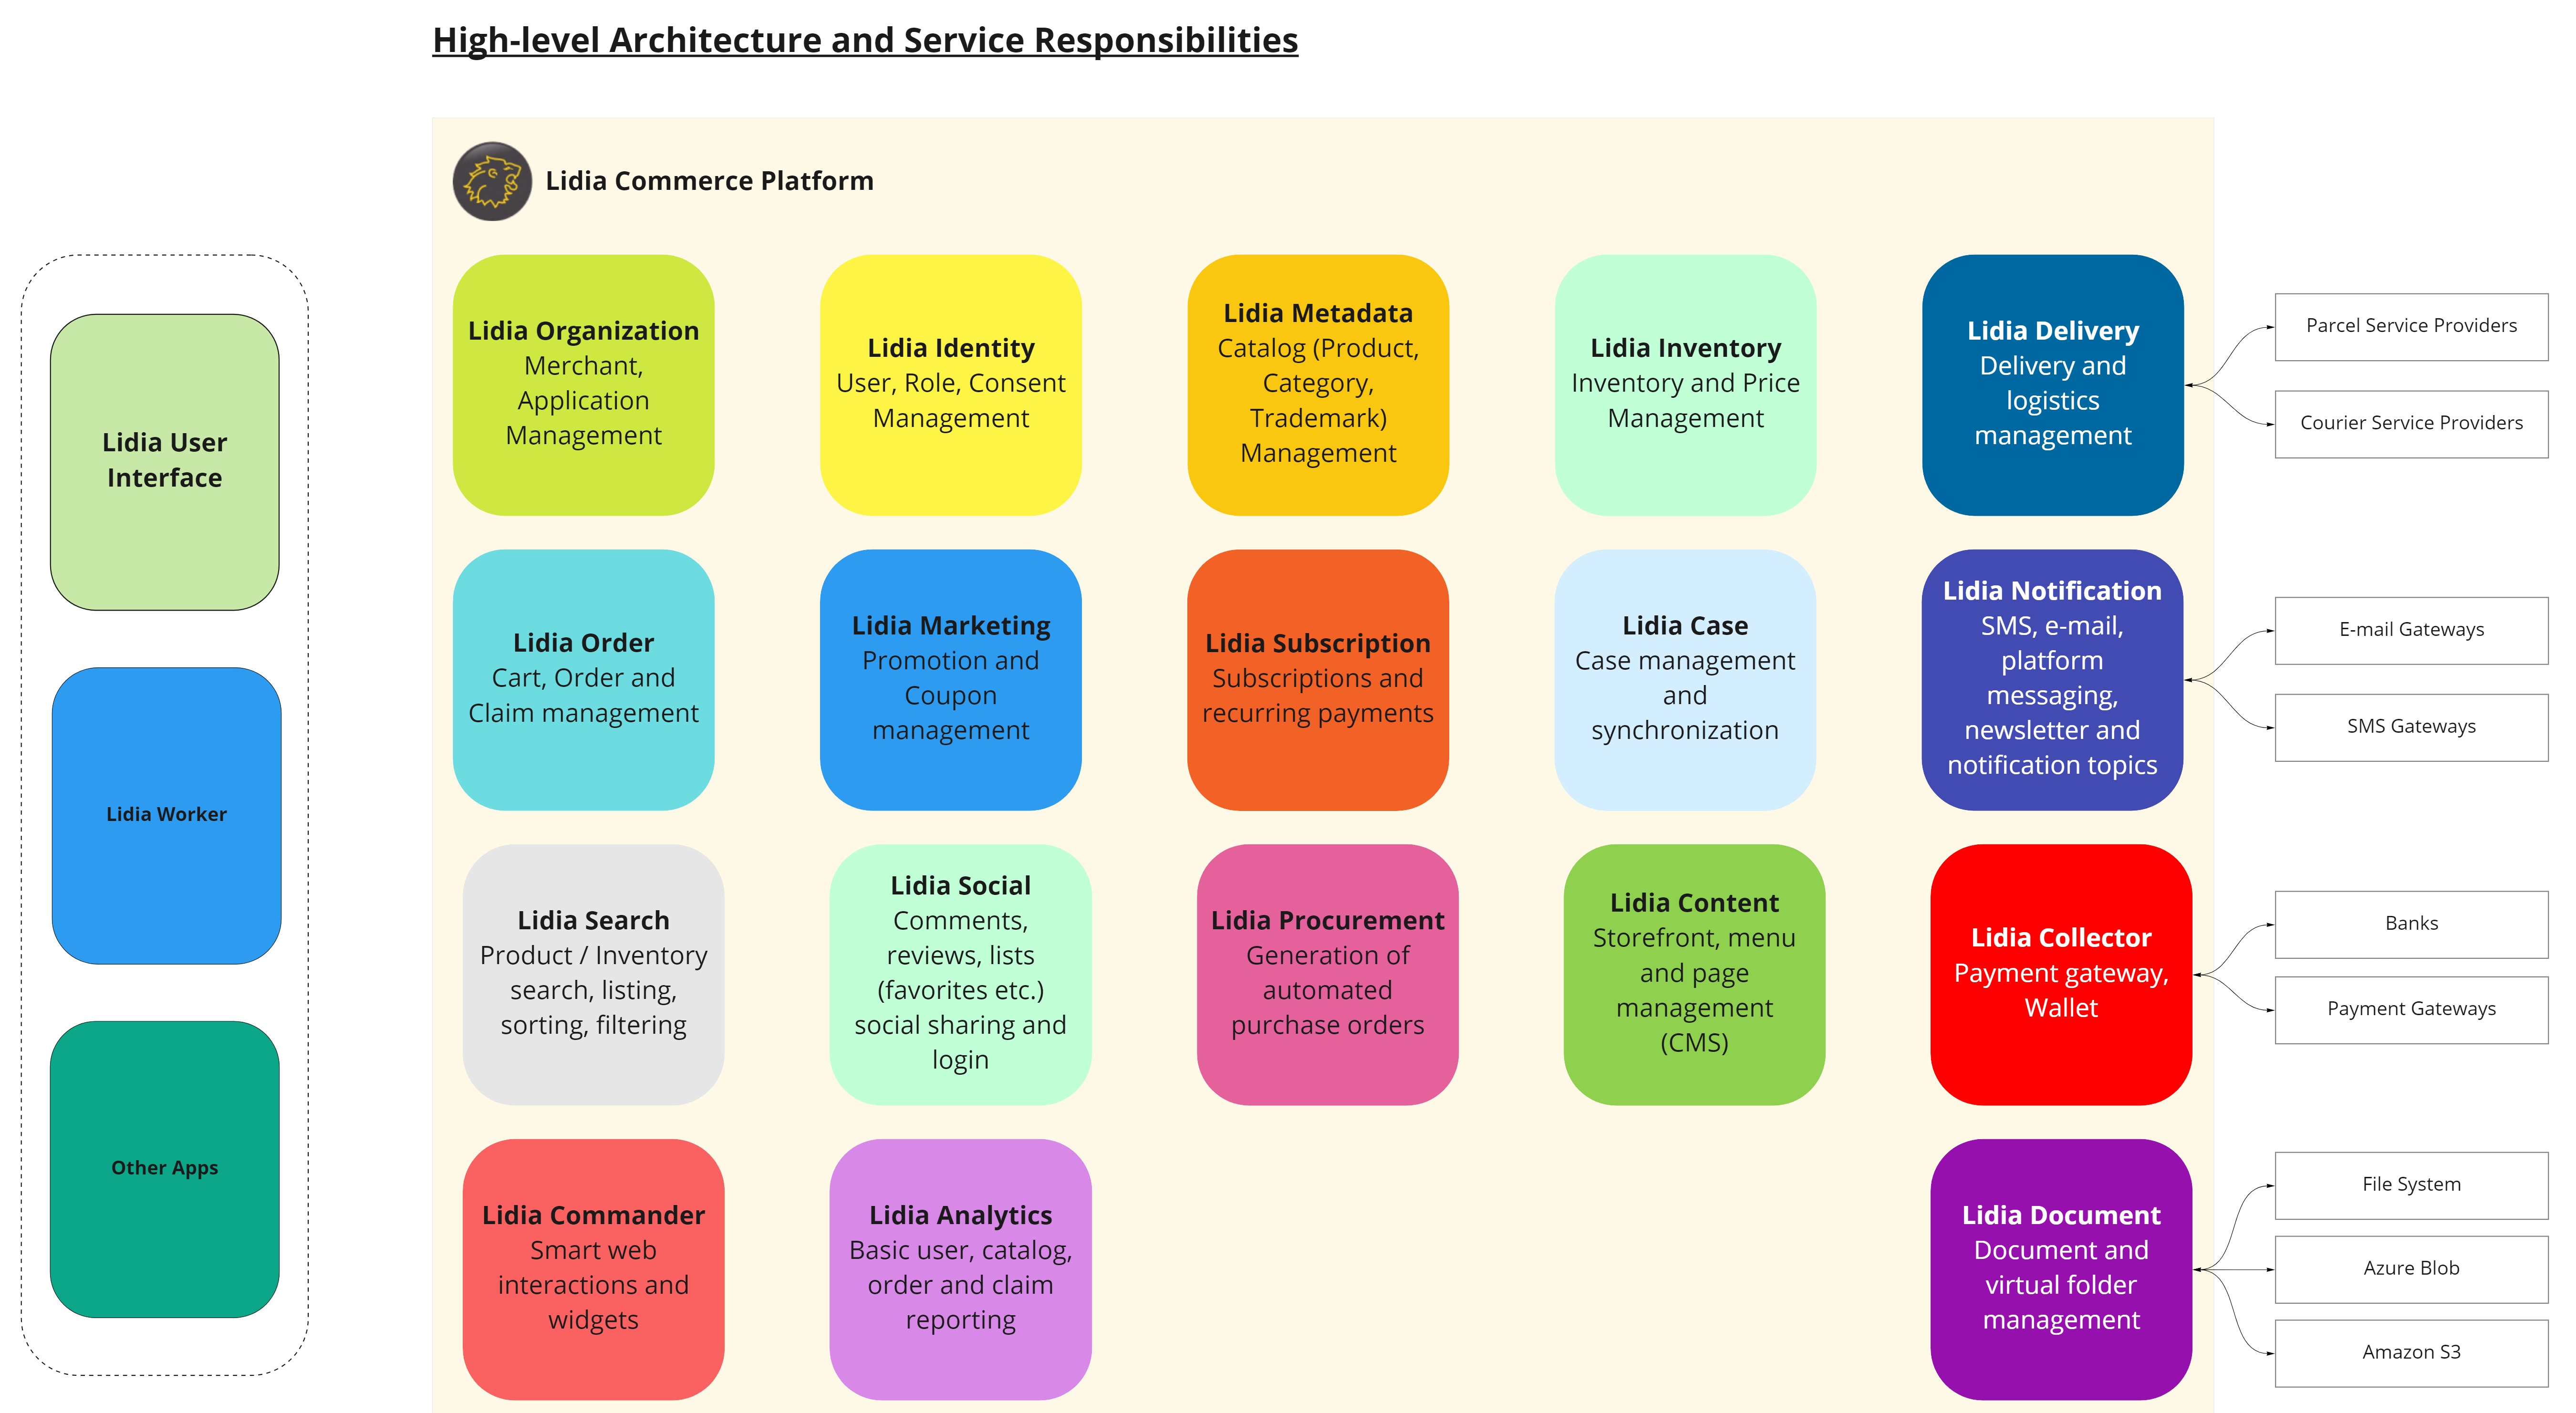 High-level Architecture and Service Responsibilities
Lidia Commerce Platform
Lidia User
Interface
Lidia Worker
Other Apps
Lidia Organization
Merchant,
Application
Management
Lidia Identity
User, Role, Consent
Management
Lidia Metadata
Catalog (Product,
Category,
Trademark)
Management
Lidia Inventory
Inventory and Price
Management
Lidia Delivery
Delivery and
logistics
management
Parcel Service Providers
Courier Service Providers
Lidia Order
Cart, Order and
Claim management
Lidia Marketing
Promotion and
Coupon
management
Lidia Subscription
Subscriptions and
recurring payments
Lidia Case
Case management
and
synchronization
Lidia Notification
SMS, e-mail,
platform
messaging,
newsletter and
notification topics
E-mail Gateways
SMS Gateways
Lidia Search
Product / Inventory
search, listing,
sorting, filtering
Lidia Social
Comments,
reviews, lists
(favorites etc.)
social sharing and
login
Lidia Procurement
Generation of
automated
purchase orders
Lidia Content
Storefront, menu
and page
management
(CMS)
Lidia Collector
Payment gateway,
Wallet
Banks
Payment Gateways
Lidia Commander
Smart web
interactions and
widgets
Lidia Analytics
Basic user, catalog,
order and claim
reporting
Lidia Document
Document and
virtual folder
management
File System
Azure Blob
Amazon S3